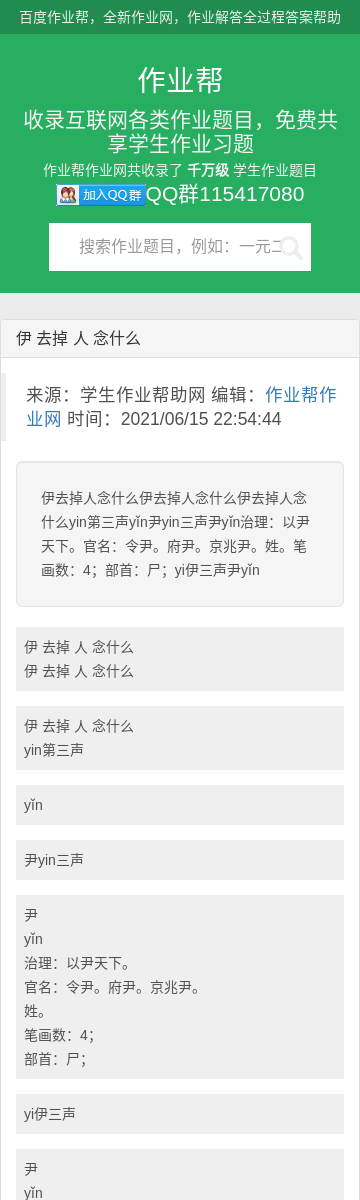 百度作业帮，全新作业网，作业解答全过程答案帮助
作业帮
收录互联网各类作业题目，免费共
享学生作业习题
作业帮作业网共收录了 千万级 学生作业题目
加入QQ群QQ群115417080
搜索作业题目，例如：一元二
伊 去掉 人 念什么
来源：学生作业帮助网 编辑：作业帮作
业网 时间：2021/06/15 22:54:44
伊去掉人念什么伊去掉人念什么伊去掉人念
什么yin第三声yǐn尹yin三声尹yǐn治理：以尹
天下。官名：令尹。府尹。京兆尹。姓。笔
画数：4；部首：尸；yi伊三声尹yǐn
伊 去掉 人 念什么
伊 去掉 人 念什么
伊 去掉 人 念什么
yin第三声
yǐn
尹yin三声
尹
yǐn
治理：以尹天下。
官名：令尹。府尹。京兆尹。
姓。
笔画数：4；
部首：尸；
yi伊三声
尹
yǐn